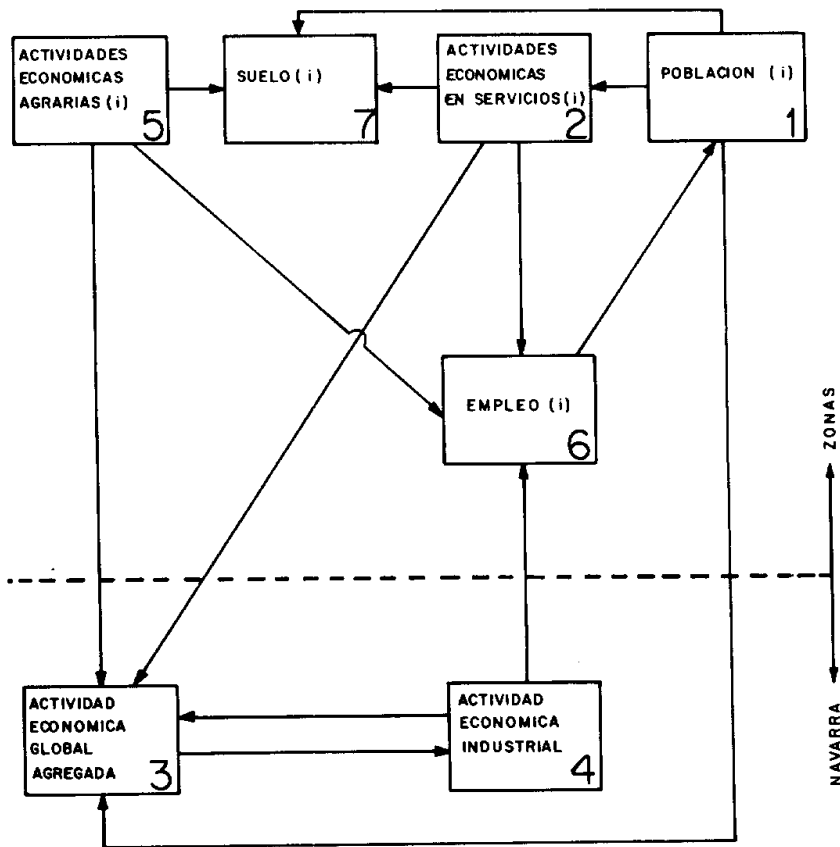 ACTIVIDADES
ECONOMICAS
AGRARIAS (i)
5
SUELO (i)
7
ACTIVIDADES
ECONOMICAS
EN SERVICIOS (i)
2
POBLACION (i)
1
EMPLEO (i)
6
ZONAS
NAVARRA
ACTIVIDAD
ECONOMICA
GLOBAL
AGREGADA
3
ACTIVIDAD
ECONOMICA
INDUSTRIAL
4